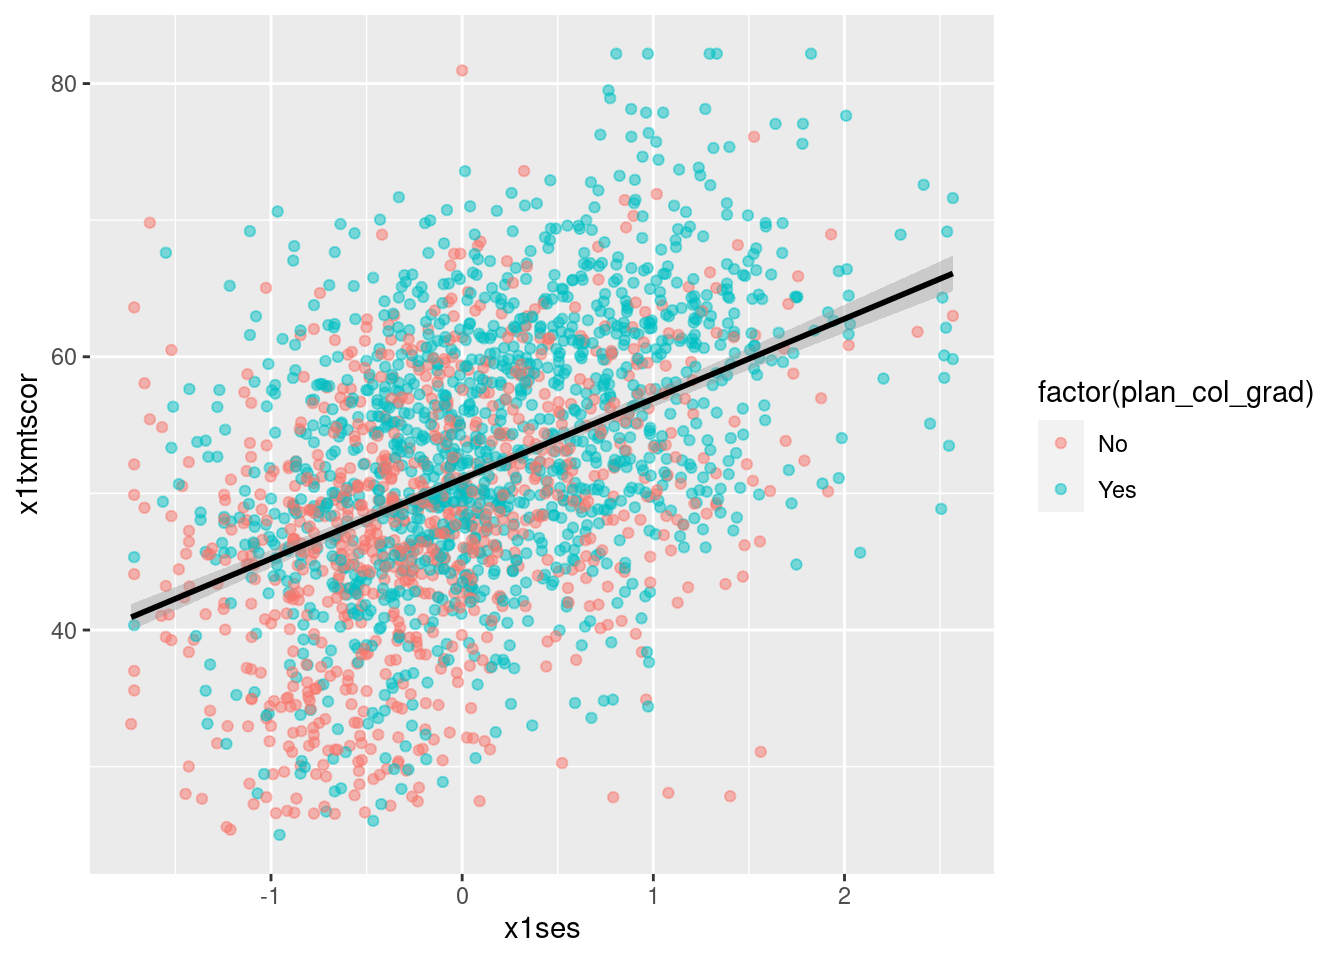 x1txmtscor
80
60
40
-1
0
1
2
x1ses
factor(plan_col_grad)
No
Yes